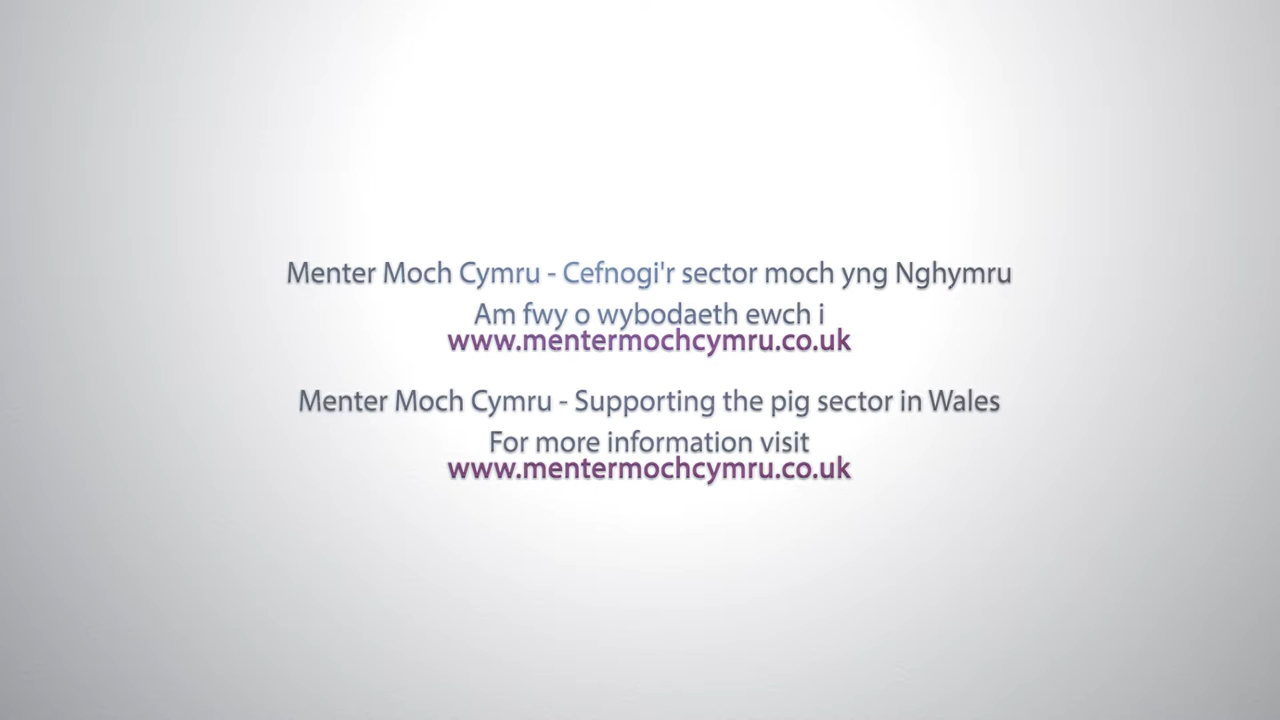 Menter Moch Cymru - Cefnogi'r sector moch yng Nghymru
Am fwy o wybodaeth ewch i
www.mentermochcymru.co.uk
Menter Moch Cymru - Supporting the pig sector in Wales
For more information visit
www.mentermochcymru.co.uk